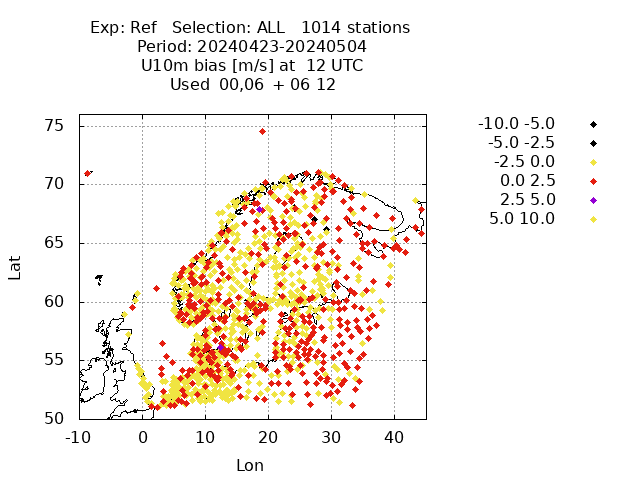 Exp: Ref   Selection: ALL   1014 stations
Period: 20240423-20240504
U10m bias [m/s] at  12 UTC
Used  00,06  + 06 12
-10.0 -5.0
-5.0 -2.5
-2.5 0.0
0.0 2.5
2.5 5.0
5.0 10.0
75
70
65
60
55
50
Lat
-10 0 10 20 30 40
Lon